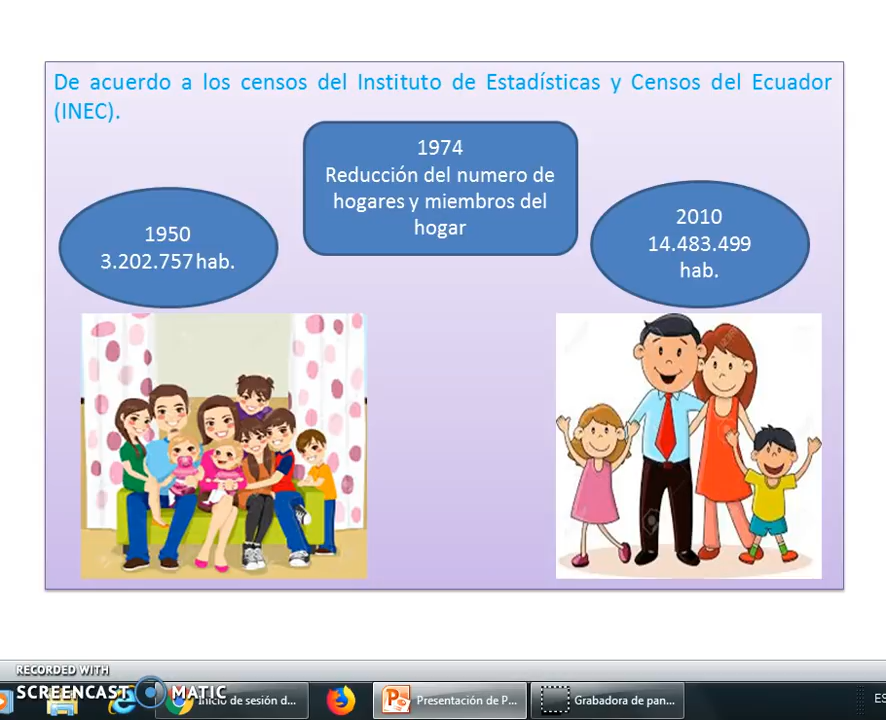 De acuerdo a los censos del Instituto de Estadísticas y Censos del Ecuador
(INEC).
1974
Reducción del numero de
hogares y miembros del
hogar
1950
3.202.757 hab.
2010
14.483.499
hab.
RECORDED WITH
SCREENCAST MATIC
Inicio de sesión d...
Presentación de P...
Grabadora de pan...
ES